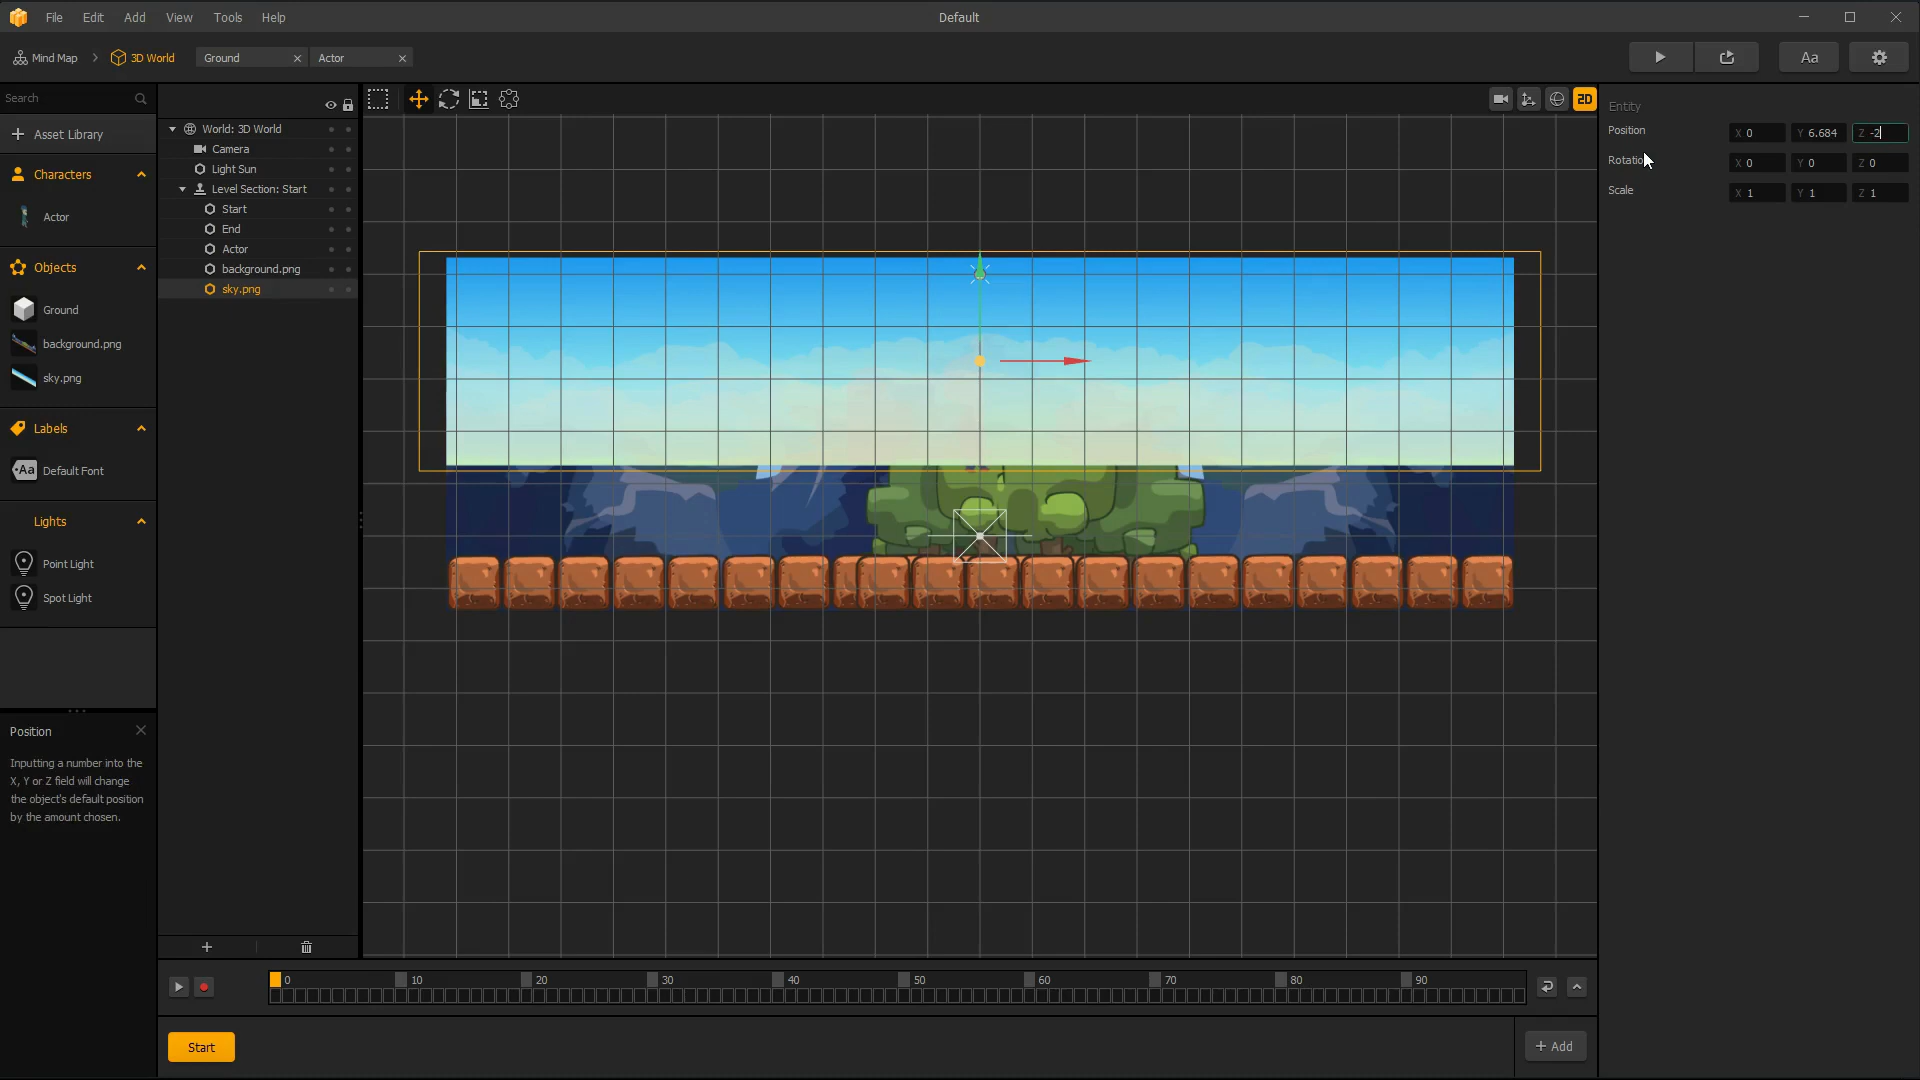 File Edit Add View Tools Help
Default
Mind Map > 3D World
Ground
Actor
Aa
Search
Asset Library
Characters
Actor
Objects
Ground
background.png
sky.png
Labels
Aa Default Font
Lights
Point Light
Spot Light
Position
Inputting a number into the
X, Y or Z field will change
the object's default position
by the amount chosen.
World: 3D World
Camera
Light Sun
Level Section: Start
Start
End
Actor
background.png
sky.png
2D
Entity
Position X 0 Y 6.684 Z -2
Rotation X 0 Y 0 Z 0
Scale X 1 Y 1 Z 1
0 10 20 30 40 50 60 70 80 90
Start
+ Add